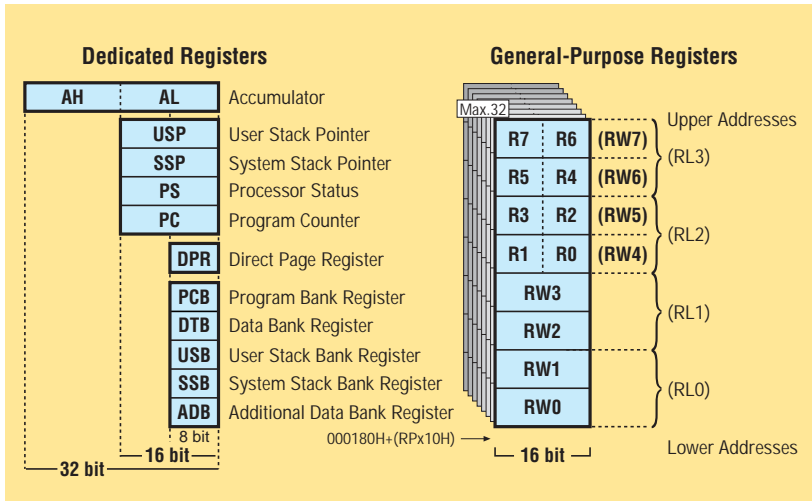 Dedicated Registers
AH AL Accumulator
USP User Stack Pointer
SSP System Stack Pointer
PS Processor Status
PC Program Counter
DPR Direct Page Register
PCB Program Bank Register
DTB Data Bank Register
USB User Stack Bank Register
SSB System Stack Bank Register
ADB Additional Data Bank Register
8 bit
16 bit
32 bit
General-Purpose Registers
Max.32
Upper Addresses
R7 R6 (RW7)
(RL3)
R5 R4 (RW6)
R3 R2 (RW5)
(RL2)
R1 R0 (RW4)
RW3
(RL1)
RW2
RW1
(RL0)
RW0
000180H+(RPx10H)
Lower Addresses
16 bit